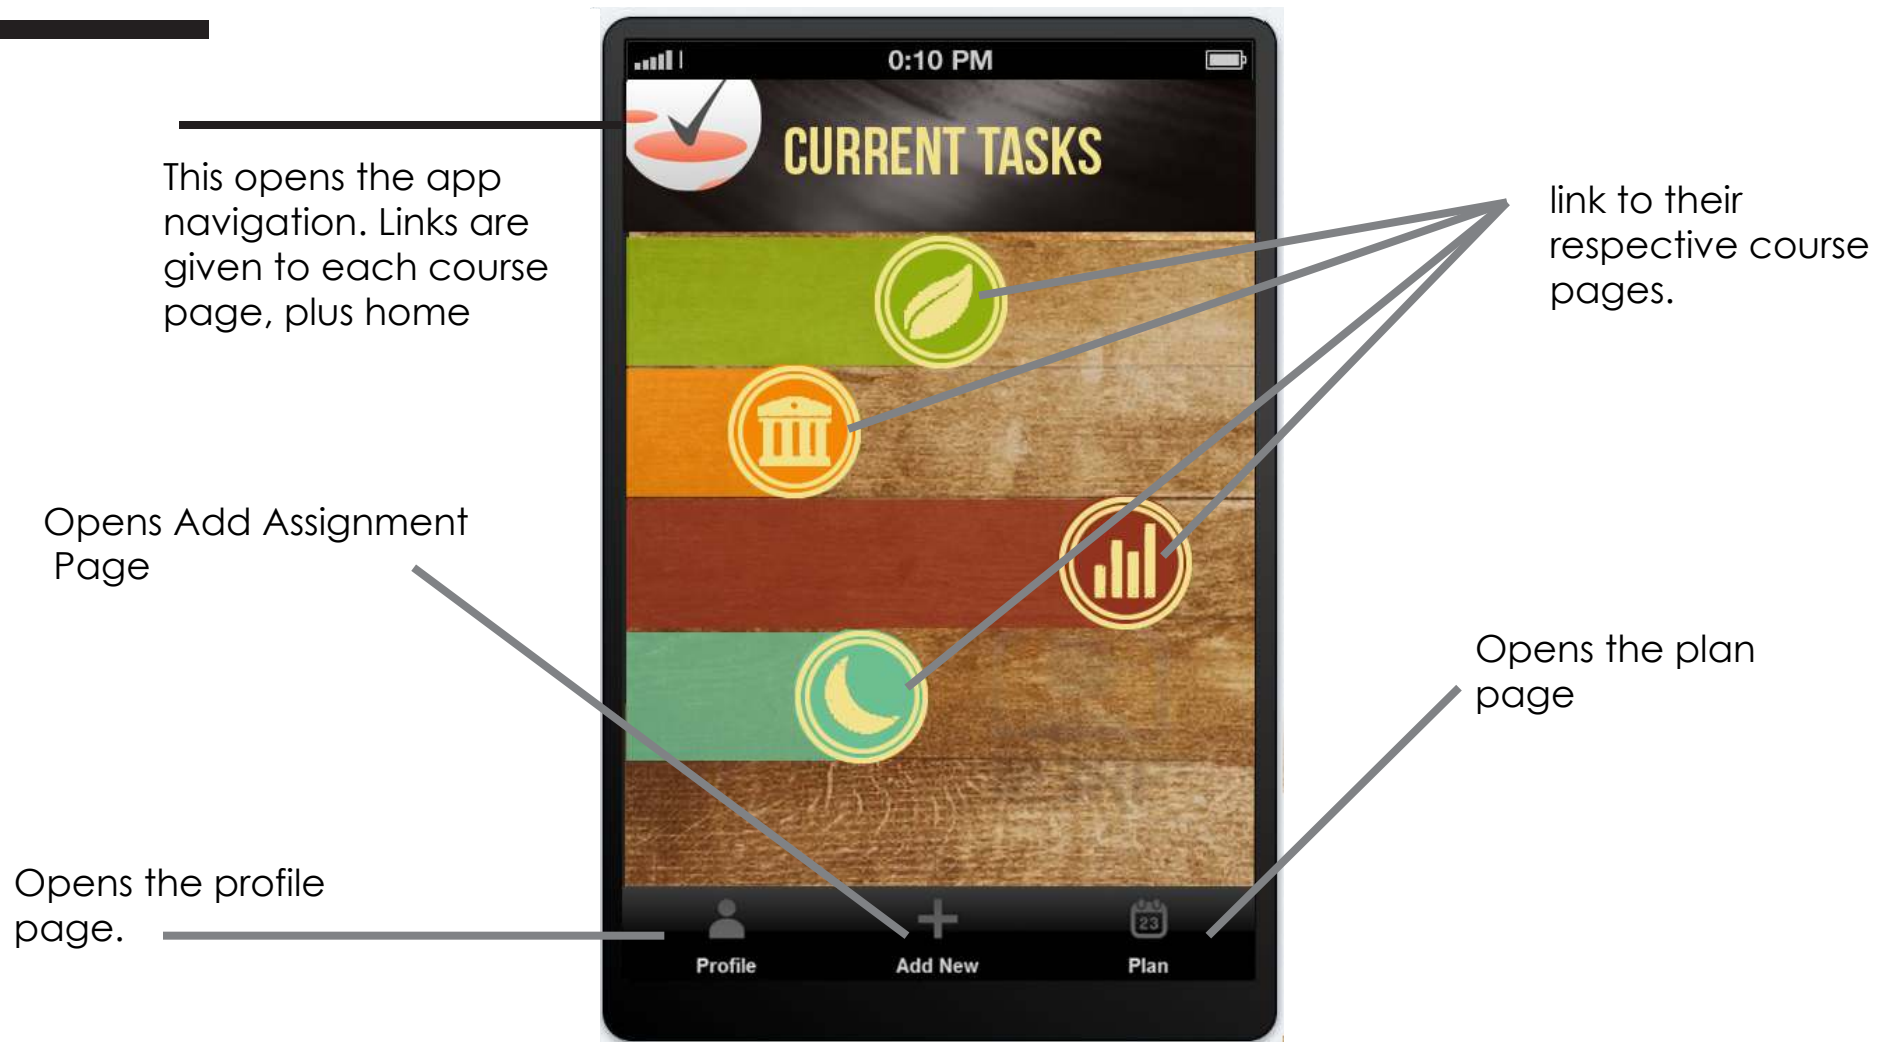 0:10 PM
CURRENT TASKS
This opens the app
navigation. Links are
given to each course
page, plus home
link to their
respective course
pages.
Opens Add Assignment
Page
Opens the plan
page
Opens the profile
page.
23
Profile
Add New
Plan